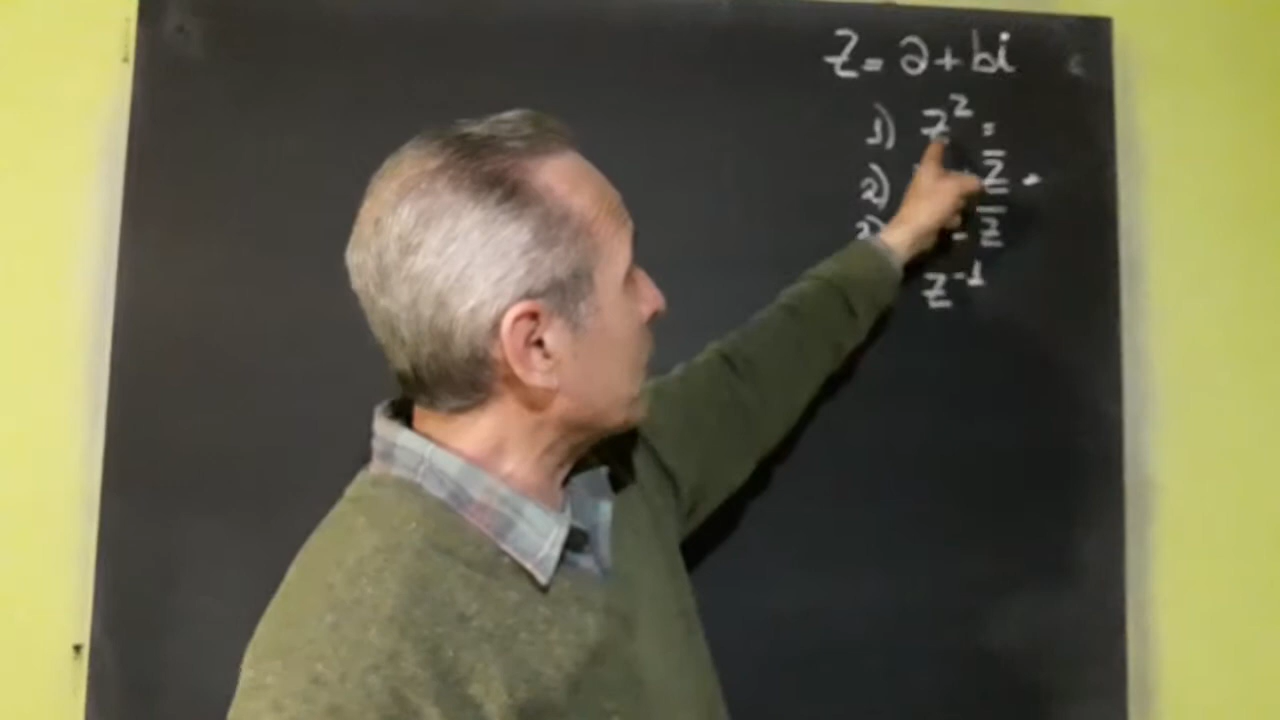 z = a + bi
1) z² =
2) z̄
- z̄
z⁻¹